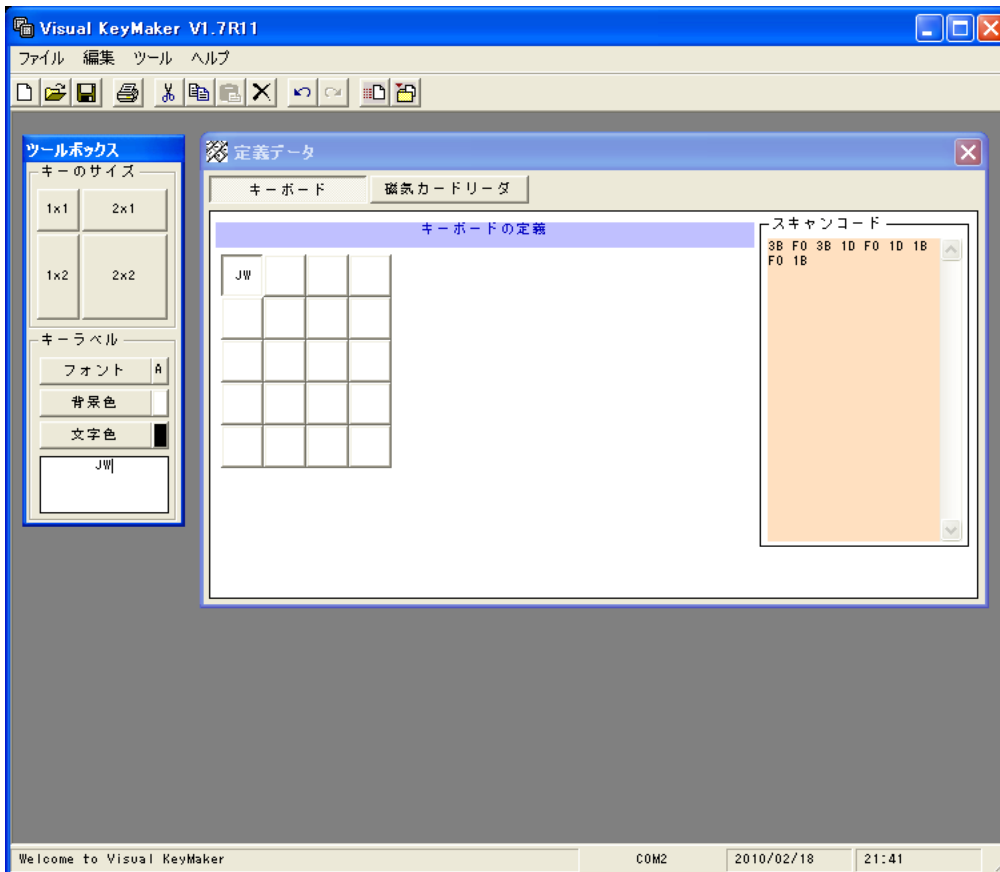 Visual KeyMaker V1.7R11
ファイル 編集 ツール ヘルプ
ツールボックス
キーのサイズ
1x1 2x1
1x2 2x2
キーラベル
フォント A
背景色
文字色
JW
定義データ
キーボード 磁気カードリーダ
キーボードの定義
JW
スキャンコード
3B F0 3B 1D F0 1D 1B
F0 1B
Welcome to Visual KeyMaker COM2 2010/02/18 21:41